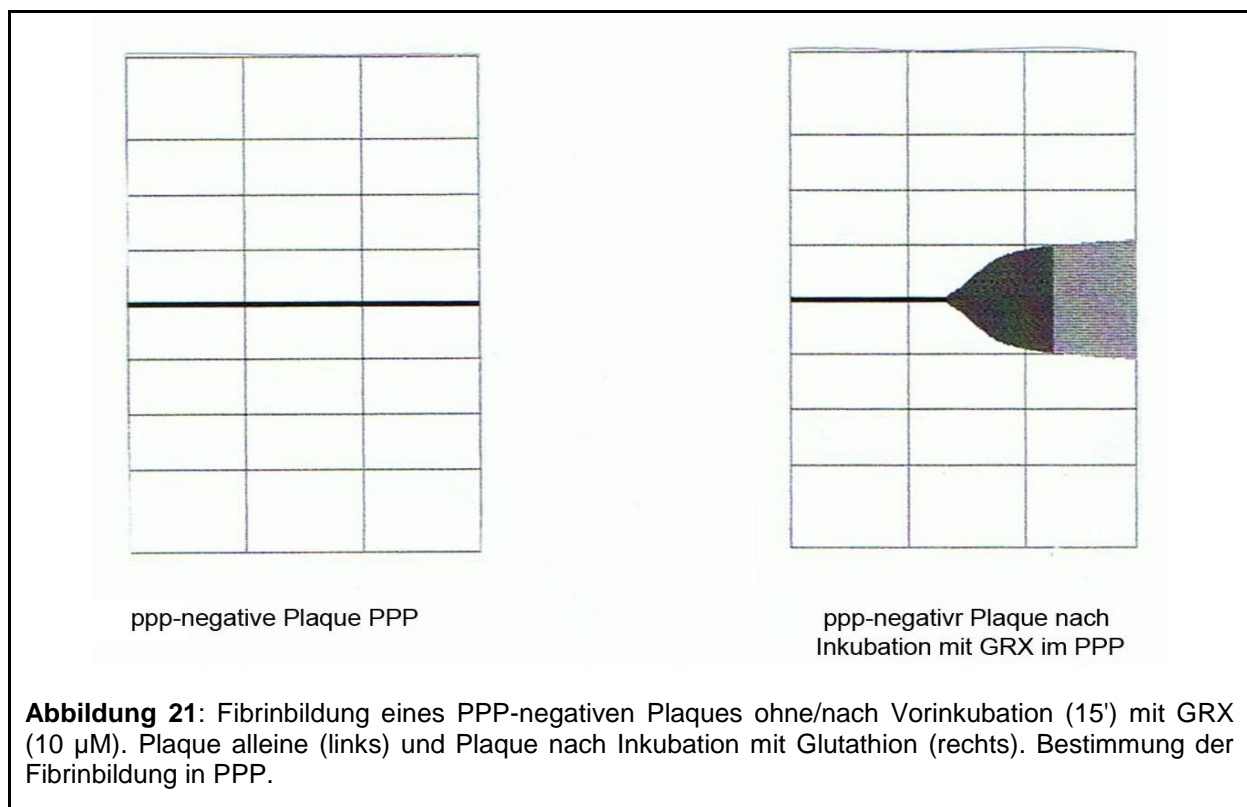 ppp-negative Plaque PPP
ppp-negativr Plaque nach
Inkubation mit GRX im PPP
Abbildung 21: Fibrinbildung eines PPP-negativen Plaques ohne/nach Vorinkubation (15') mit GRX
(10 µM). Plaque alleine (links) und Plaque nach Inkubation mit Glutathion (rechts). Bestimmung der
Fibrinbildung in PPP.